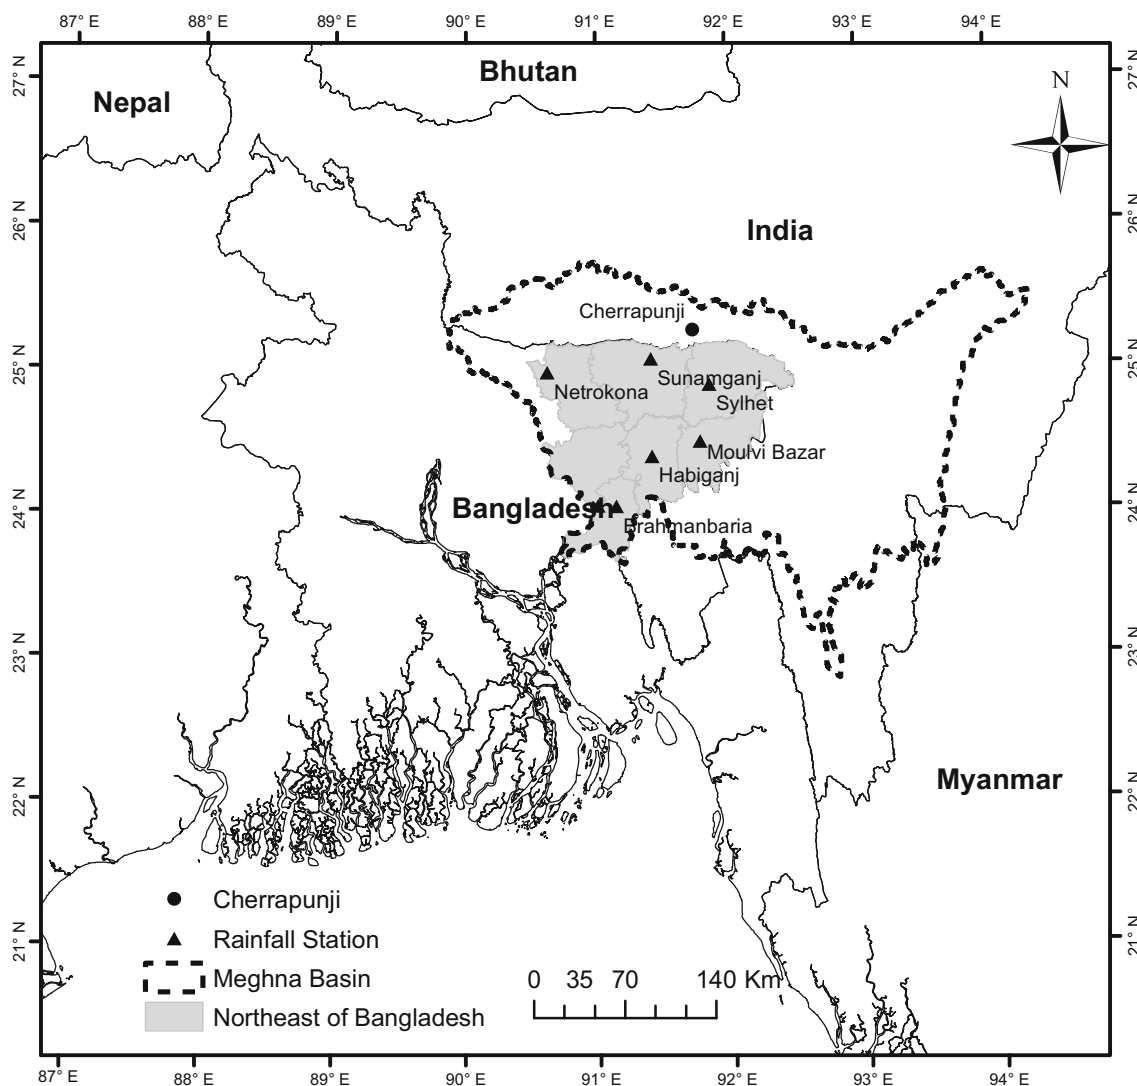 87° E 88° E 89° E 90° E 91° E 92° E 93° E 94° E
27° N
27° N
Bhutan
Nepal
N
26° N
26° N
India
Cherrapunji
25° N
25° N
Sunamganj
Netrokona
Sylhet
Moulvi Bazar
Habiganj
24° N
24° N
Bangladesh
Brahmanbaria
23° N
23° N
22° N
22° N
Myanmar
21° N
21° N
Cherrapunji
Rainfall Station
Meghna Basin
Northeast of Bangladesh
0 35 70 140 Km
87° E 88° E 89° E 90° E 91° E 92° E 93° E 94° E